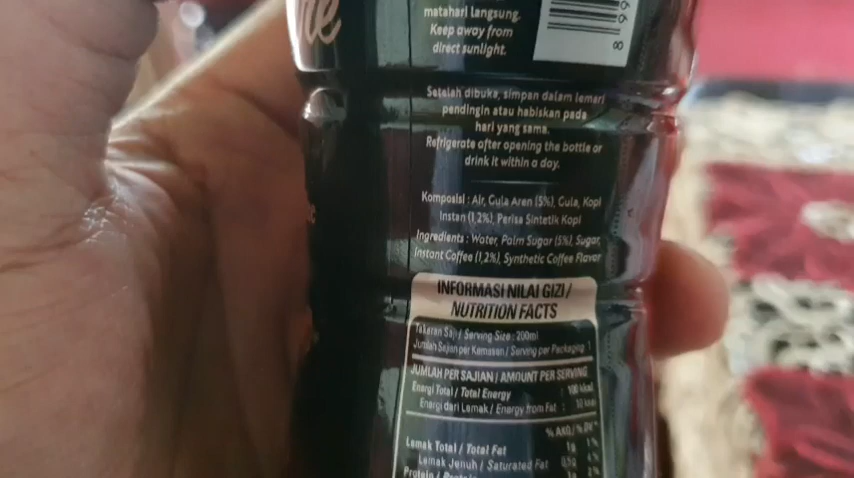 matahari langsung.
Keep away from
direct sunlight.
Setelah dibuka, simpan dalam lemari
pendingin atau habiskan pada
hari yang sama.
Refrigerate after opening the bottle or
drink it within a day.
Komposisi : Air, Gula Aren (5%), Gula, Kopi
Instan (1,2%), Perisa Sintetik Kopi
Ingredients : Water, Palm Sugar (5%), Sugar,
Instant Coffee (1,2%), Synthetic Coffee Flavor
INFORMASI NILAI GIZI /
NUTRITION FACTS
Takaran Saji / Serving Size : 200ml
Jumlah Sajian per Kemasan / Serving per Packaging : 1
JUMLAH PER SAJIAN / AMOUNT PER SERVING
Energi Total / Total Energy : 100 kkal
Energi dari Lemak / Energy from Fat : 10 kkal
% AKG / % DV*
Lemak Total / Total Fat 1g 1%
Lemak Jenuh / Saturated Fat 0,5g 4%
Protein / 1g 2%